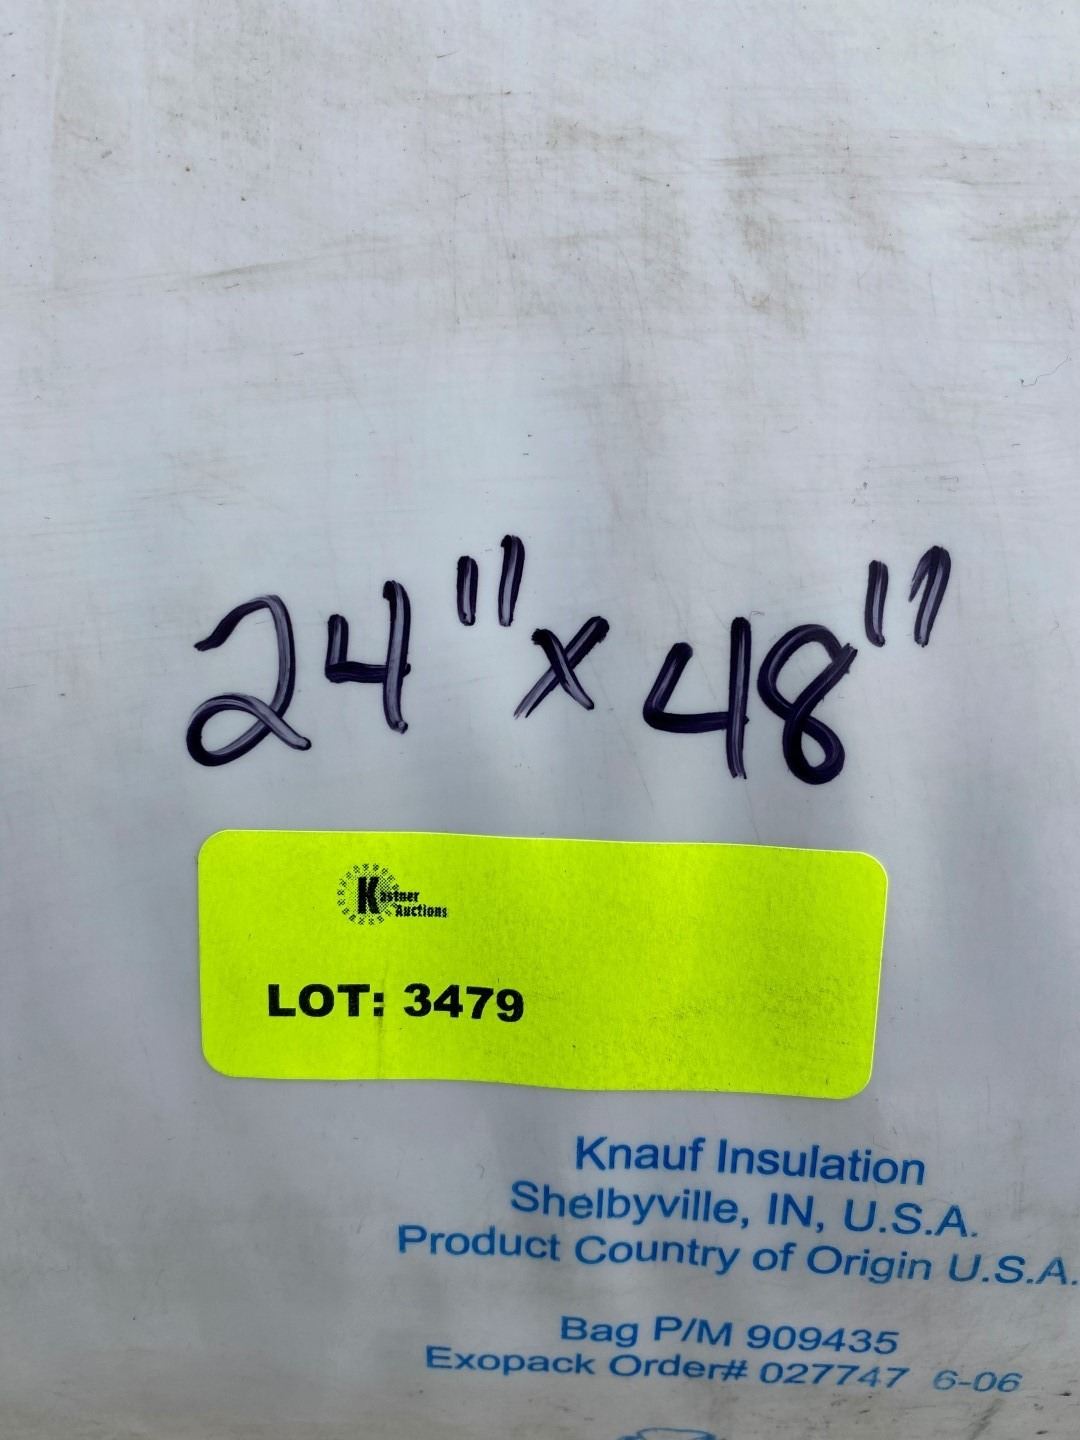 24" x 48"
Kastner
Auctions
LOT: 3479
Knauf Insulation
Shelbyville, IN, U.S.A.
Product Country of Origin U.S.A.
Bag P/M 909435
Exopack Order# 027747 6-06